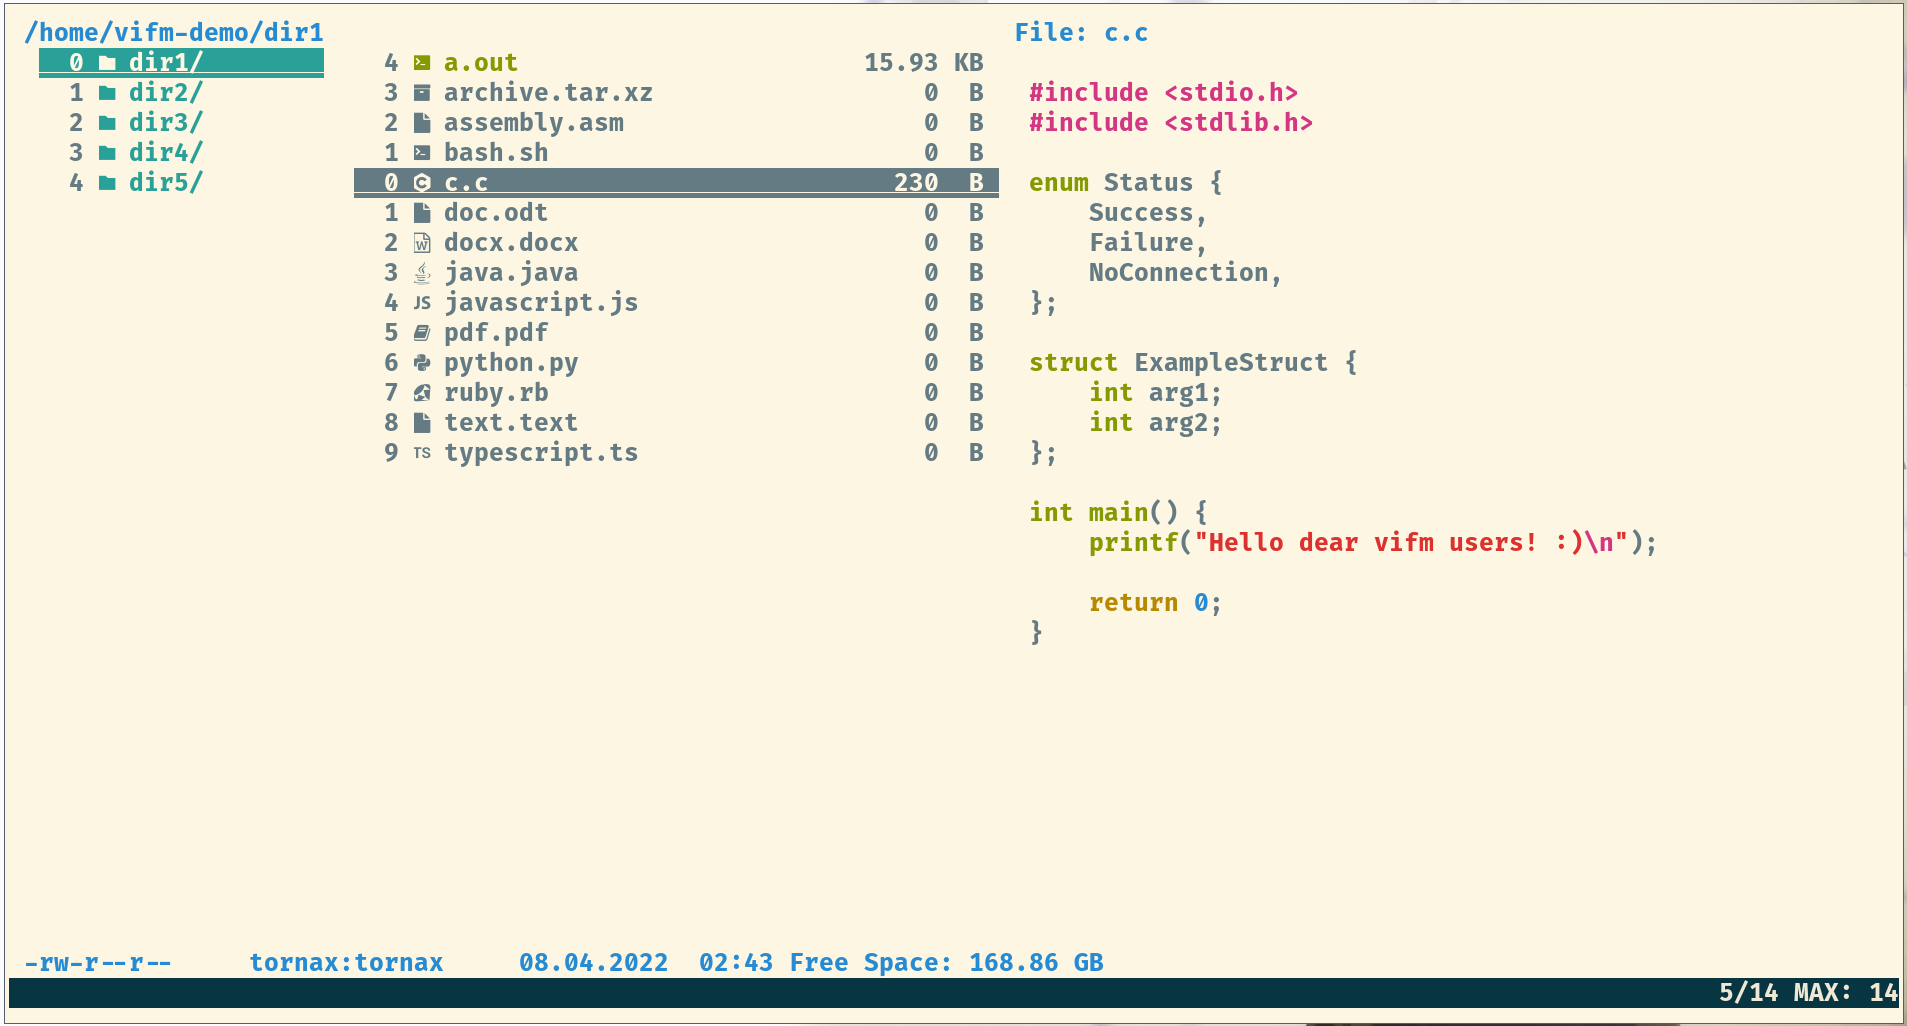 /home/vifm-demo/dir1
0 dir1/
1 dir2/
2 dir3/
3 dir4/
4 dir5/
4 a.out 15.93 KB
3 archive.tar.xz 0 B
2 assembly.asm 0 B
1 bash.sh 0 B
0 c.c 230 B
1 doc.odt 0 B
2 docx.docx 0 B
3 java.java 0 B
4 JS javascript.js 0 B
5 pdf.pdf 0 B
6 python.py 0 B
7 ruby.rb 0 B
8 text.text 0 B
9 TS typescript.ts 0 B
File: c.c
#include <stdio.h>
#include <stdlib.h>
enum Status {
    Success,
    Failure,
    NoConnection,
};
struct ExampleStruct {
    int arg1;
    int arg2;
};
int main() {
    printf("Hello dear vifm users! :)\n");
    return 0;
}
-rw-r--r-- tornax:tornax 08.04.2022 02:43 Free Space: 168.86 GB
5/14 MAX: 14